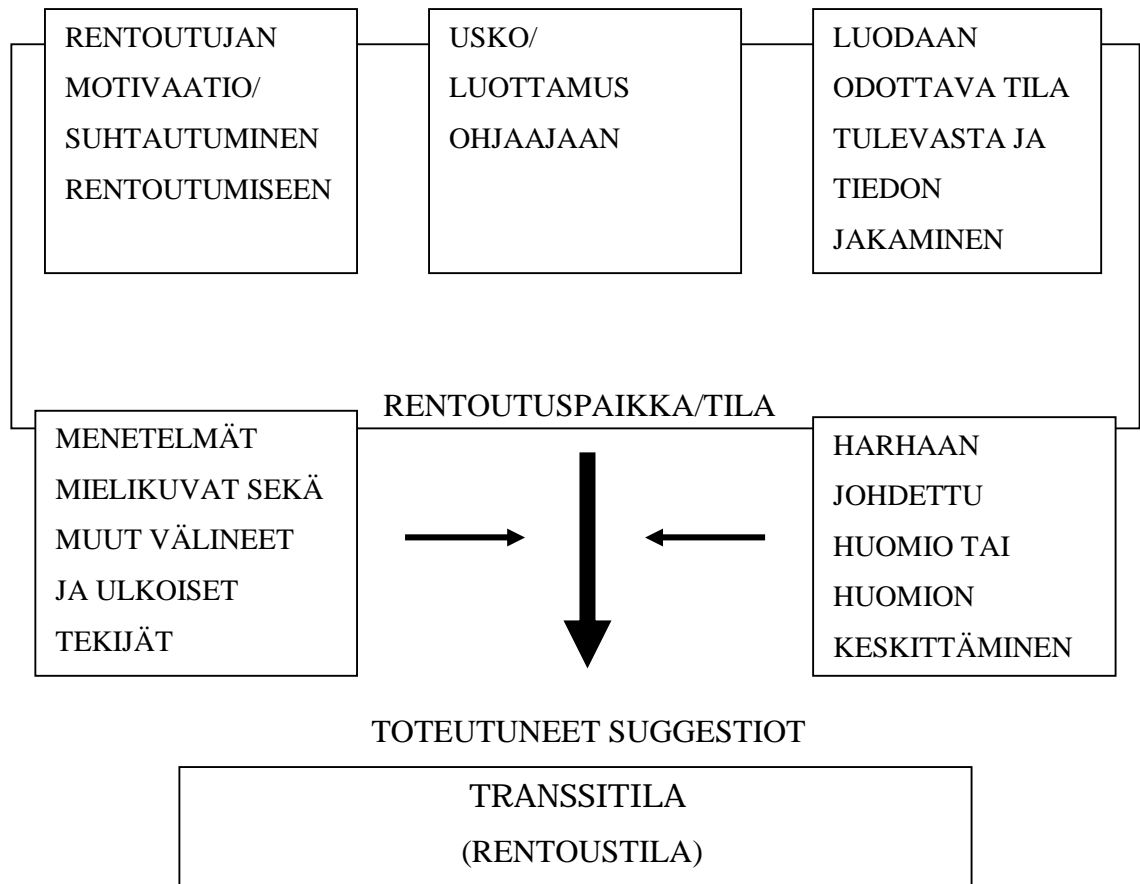 RENTOUTUJAN
MOTIVAATIO/
SUHTAUTUMINEN
RENTOUTUMISEEN
USKO/
LUOTTAMUS
OHJAAJAAN
LUODAAN
ODOTTAVA TILA
TULEVASTA JA
TIEDON
JAKAMINEN
RENTOUTUSPAIKKA/TILA
MENETELMÄT
MIELIKUVAT SEKÄ
MUUT VÄLINEET
JA ULKOISET
TEKIJÄT
HARHAAN
JOHDETTU
HUOMIO TAI
HUOMION
KESKITTÄMINEN
TOTEUTUNEET SUGGESTIOT
TRANSSITILA
(RENTOUSTILA)